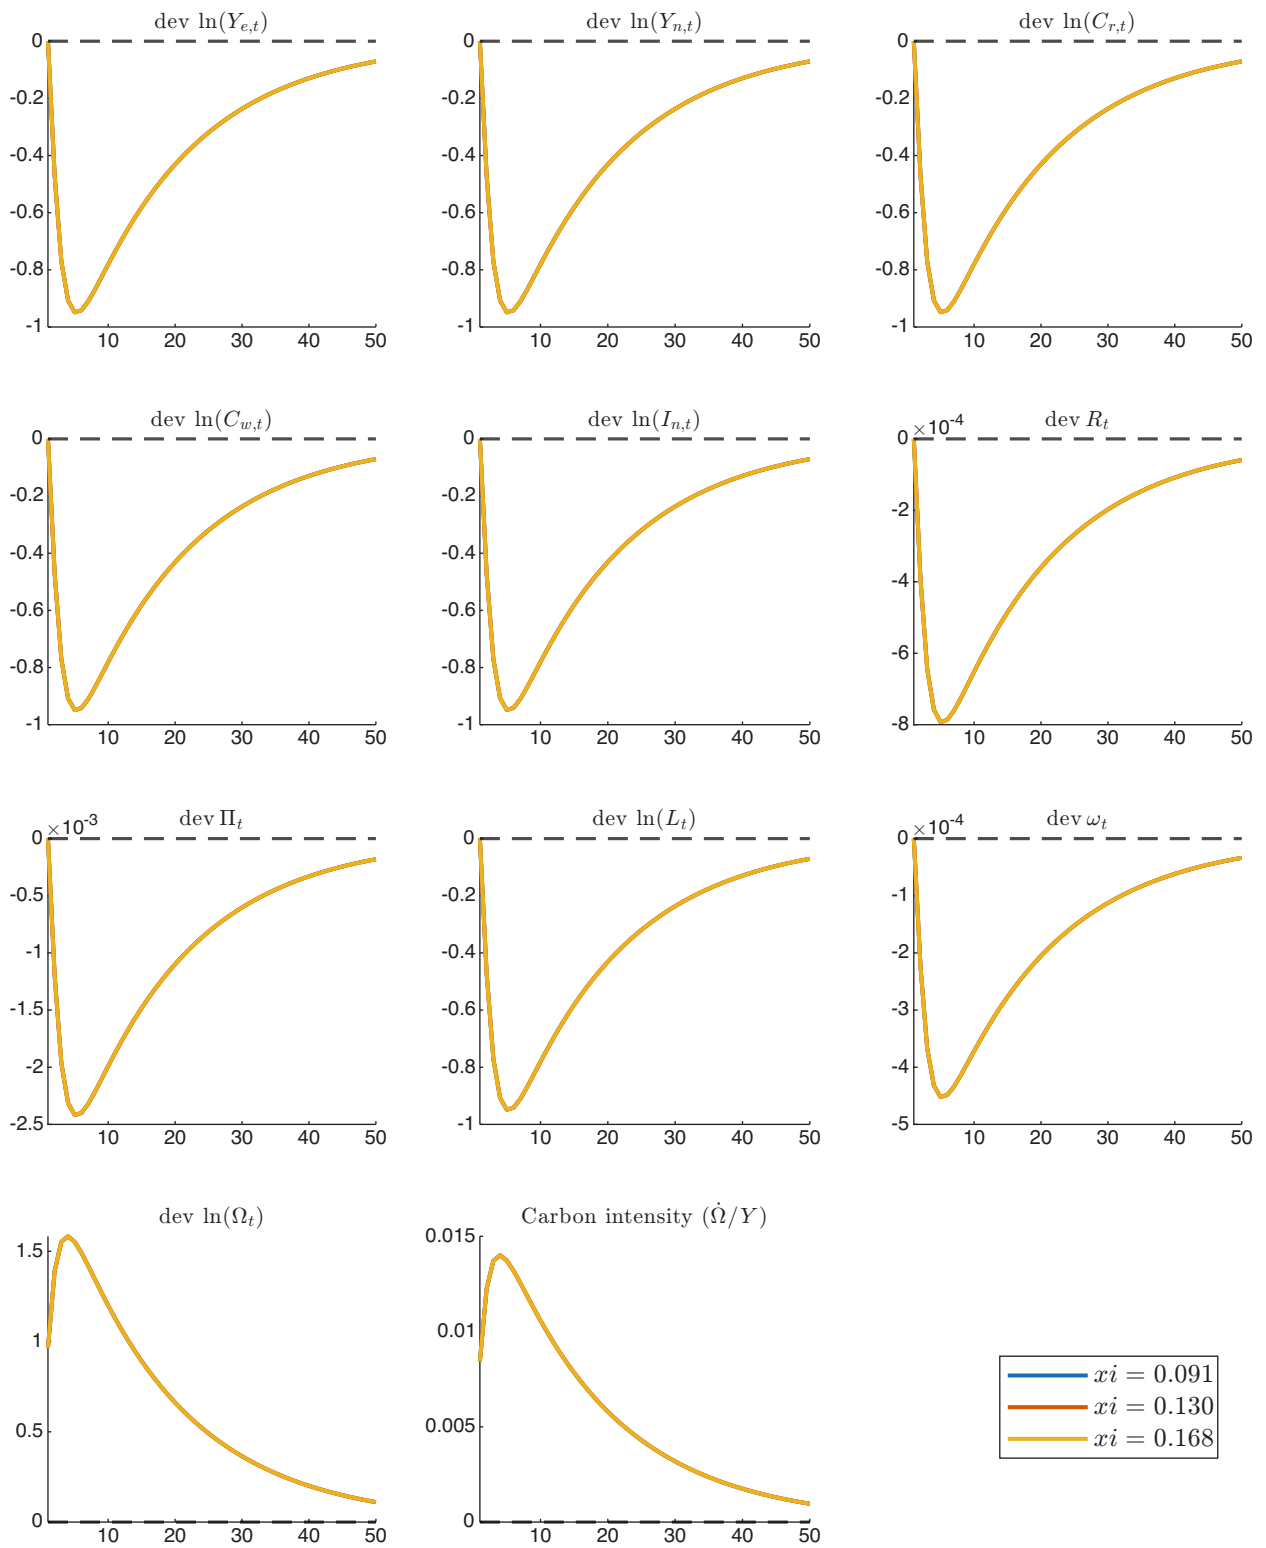 dev ln(Y_{e,t})
0
-0.2
-0.4
-0.6
-0.8
-1
10 20 30 40 50
dev ln(Y_{n,t})
0
-0.2
-0.4
-0.6
-0.8
-1
10 20 30 40 50
dev ln(C_{r,t})
0
-0.2
-0.4
-0.6
-0.8
-1
10 20 30 40 50
dev ln(C_{w,t})
0
-0.2
-0.4
-0.6
-0.8
-1
10 20 30 40 50
dev ln(I_{n,t})
0
-0.2
-0.4
-0.6
-0.8
-1
10 20 30 40 50
dev R_t
×10^{-4}
0
-2
-4
-6
-8
10 20 30 40 50
dev Π_t
×10^{-3}
0
-0.5
-1
-1.5
-2
-2.5
10 20 30 40 50
dev ln(L_t)
0
-0.2
-0.4
-0.6
-0.8
-1
10 20 30 40 50
dev ω_t
×10^{-4}
0
-1
-2
-3
-4
-5
10 20 30 40 50
dev ln(Ω_t)
1.5
1
0.5
0
10 20 30 40 50
Carbon intensity (Ω̇/Y)
0.015
0.01
0.005
0
10 20 30 40 50
xi = 0.091
xi = 0.130
xi = 0.168